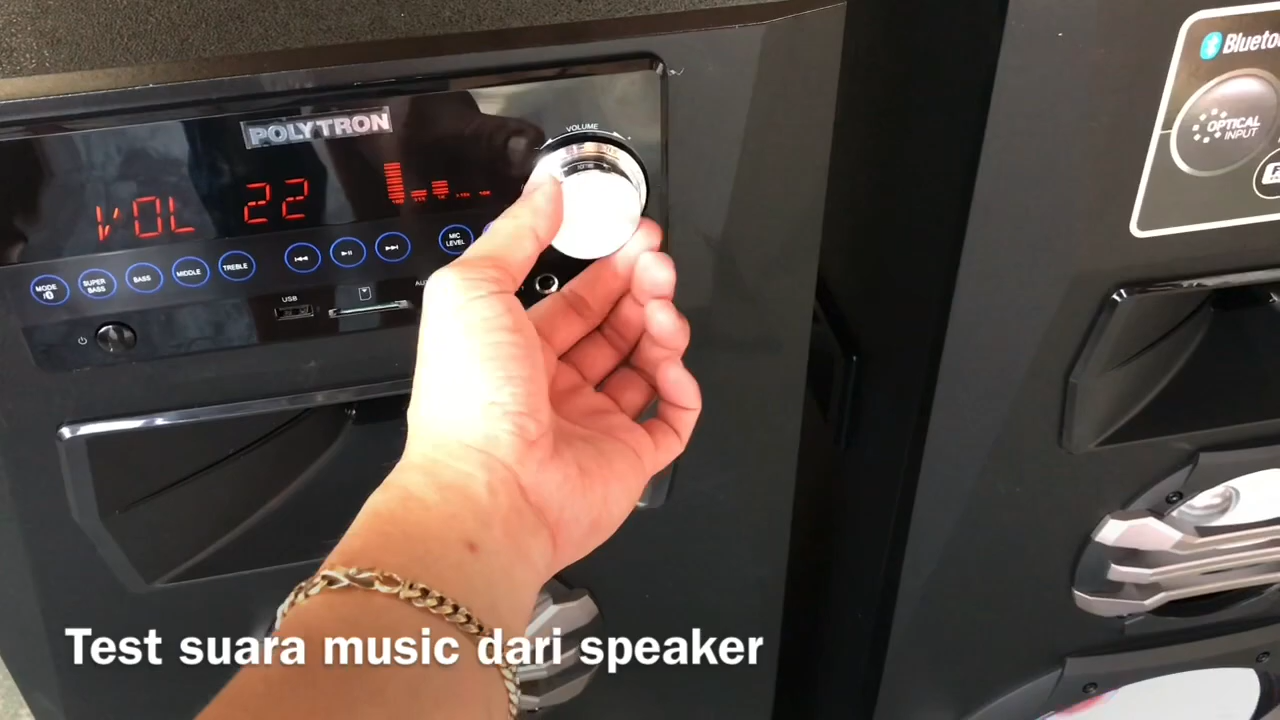 POLYTRON
VOLUME
VOL 22
MODE
SUPER
BASS
BASS
MIDDLE
TREBLE
MIC
LEVEL
USB
Bluetoo
OPTICAL
INPUT
Test suara music dari speaker